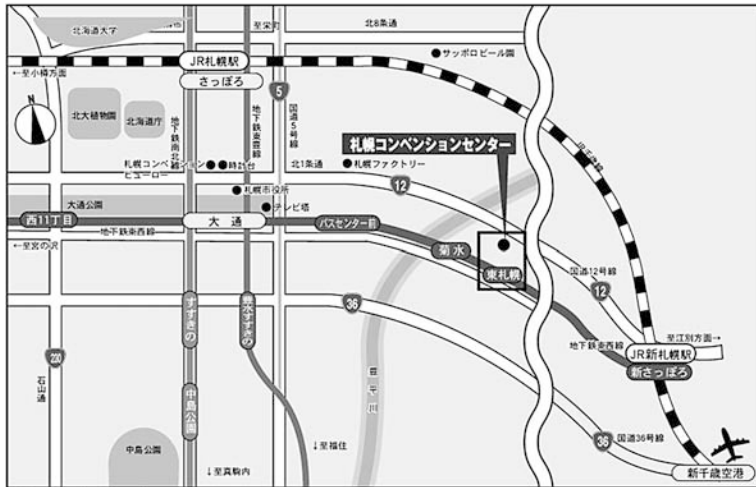 北海道大学
至栄町
北8条通
サッポロビール園
JR札幌駅
さっぽろ
←至小樽方面
5
N
北大植物園
北海道庁
地下鉄南北線
地下鉄東豊線
国道5号線
札幌コンベンションセンター
JR千歳線
札幌コンベンション
ビューロー
時計台
北1条通
札幌ファクトリー
12
札幌市役所
大通公園
テレビ塔
西11丁目
大通
バスセンター前
地下鉄東西線
菊水
←至宮の沢
東札幌
国道12号線
12
すすきの
豊水すすきの
36
地下鉄東西線
至江別方面→
JR新札幌駅
新さっぽろ
230
石山通
豊平川
中島公園
中島公園
↓至福住
↓至真駒内
36
国道36号線
新千歳空港